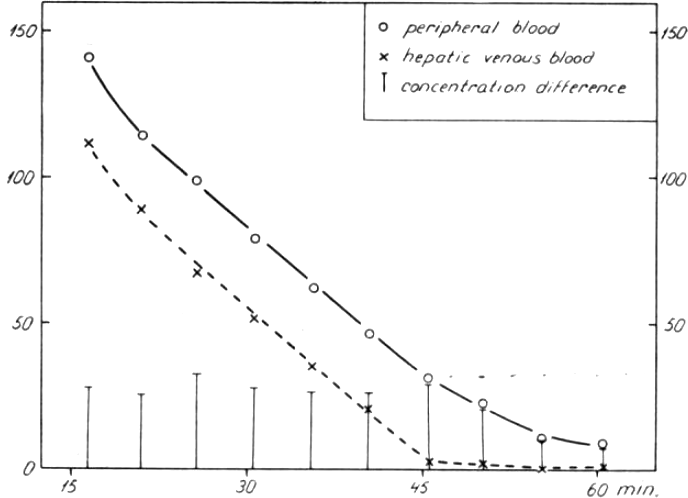 150
100
50
0
peripheral blood
hepatic venous blood
concentration difference
150
100
50
15
30
45
60 min.